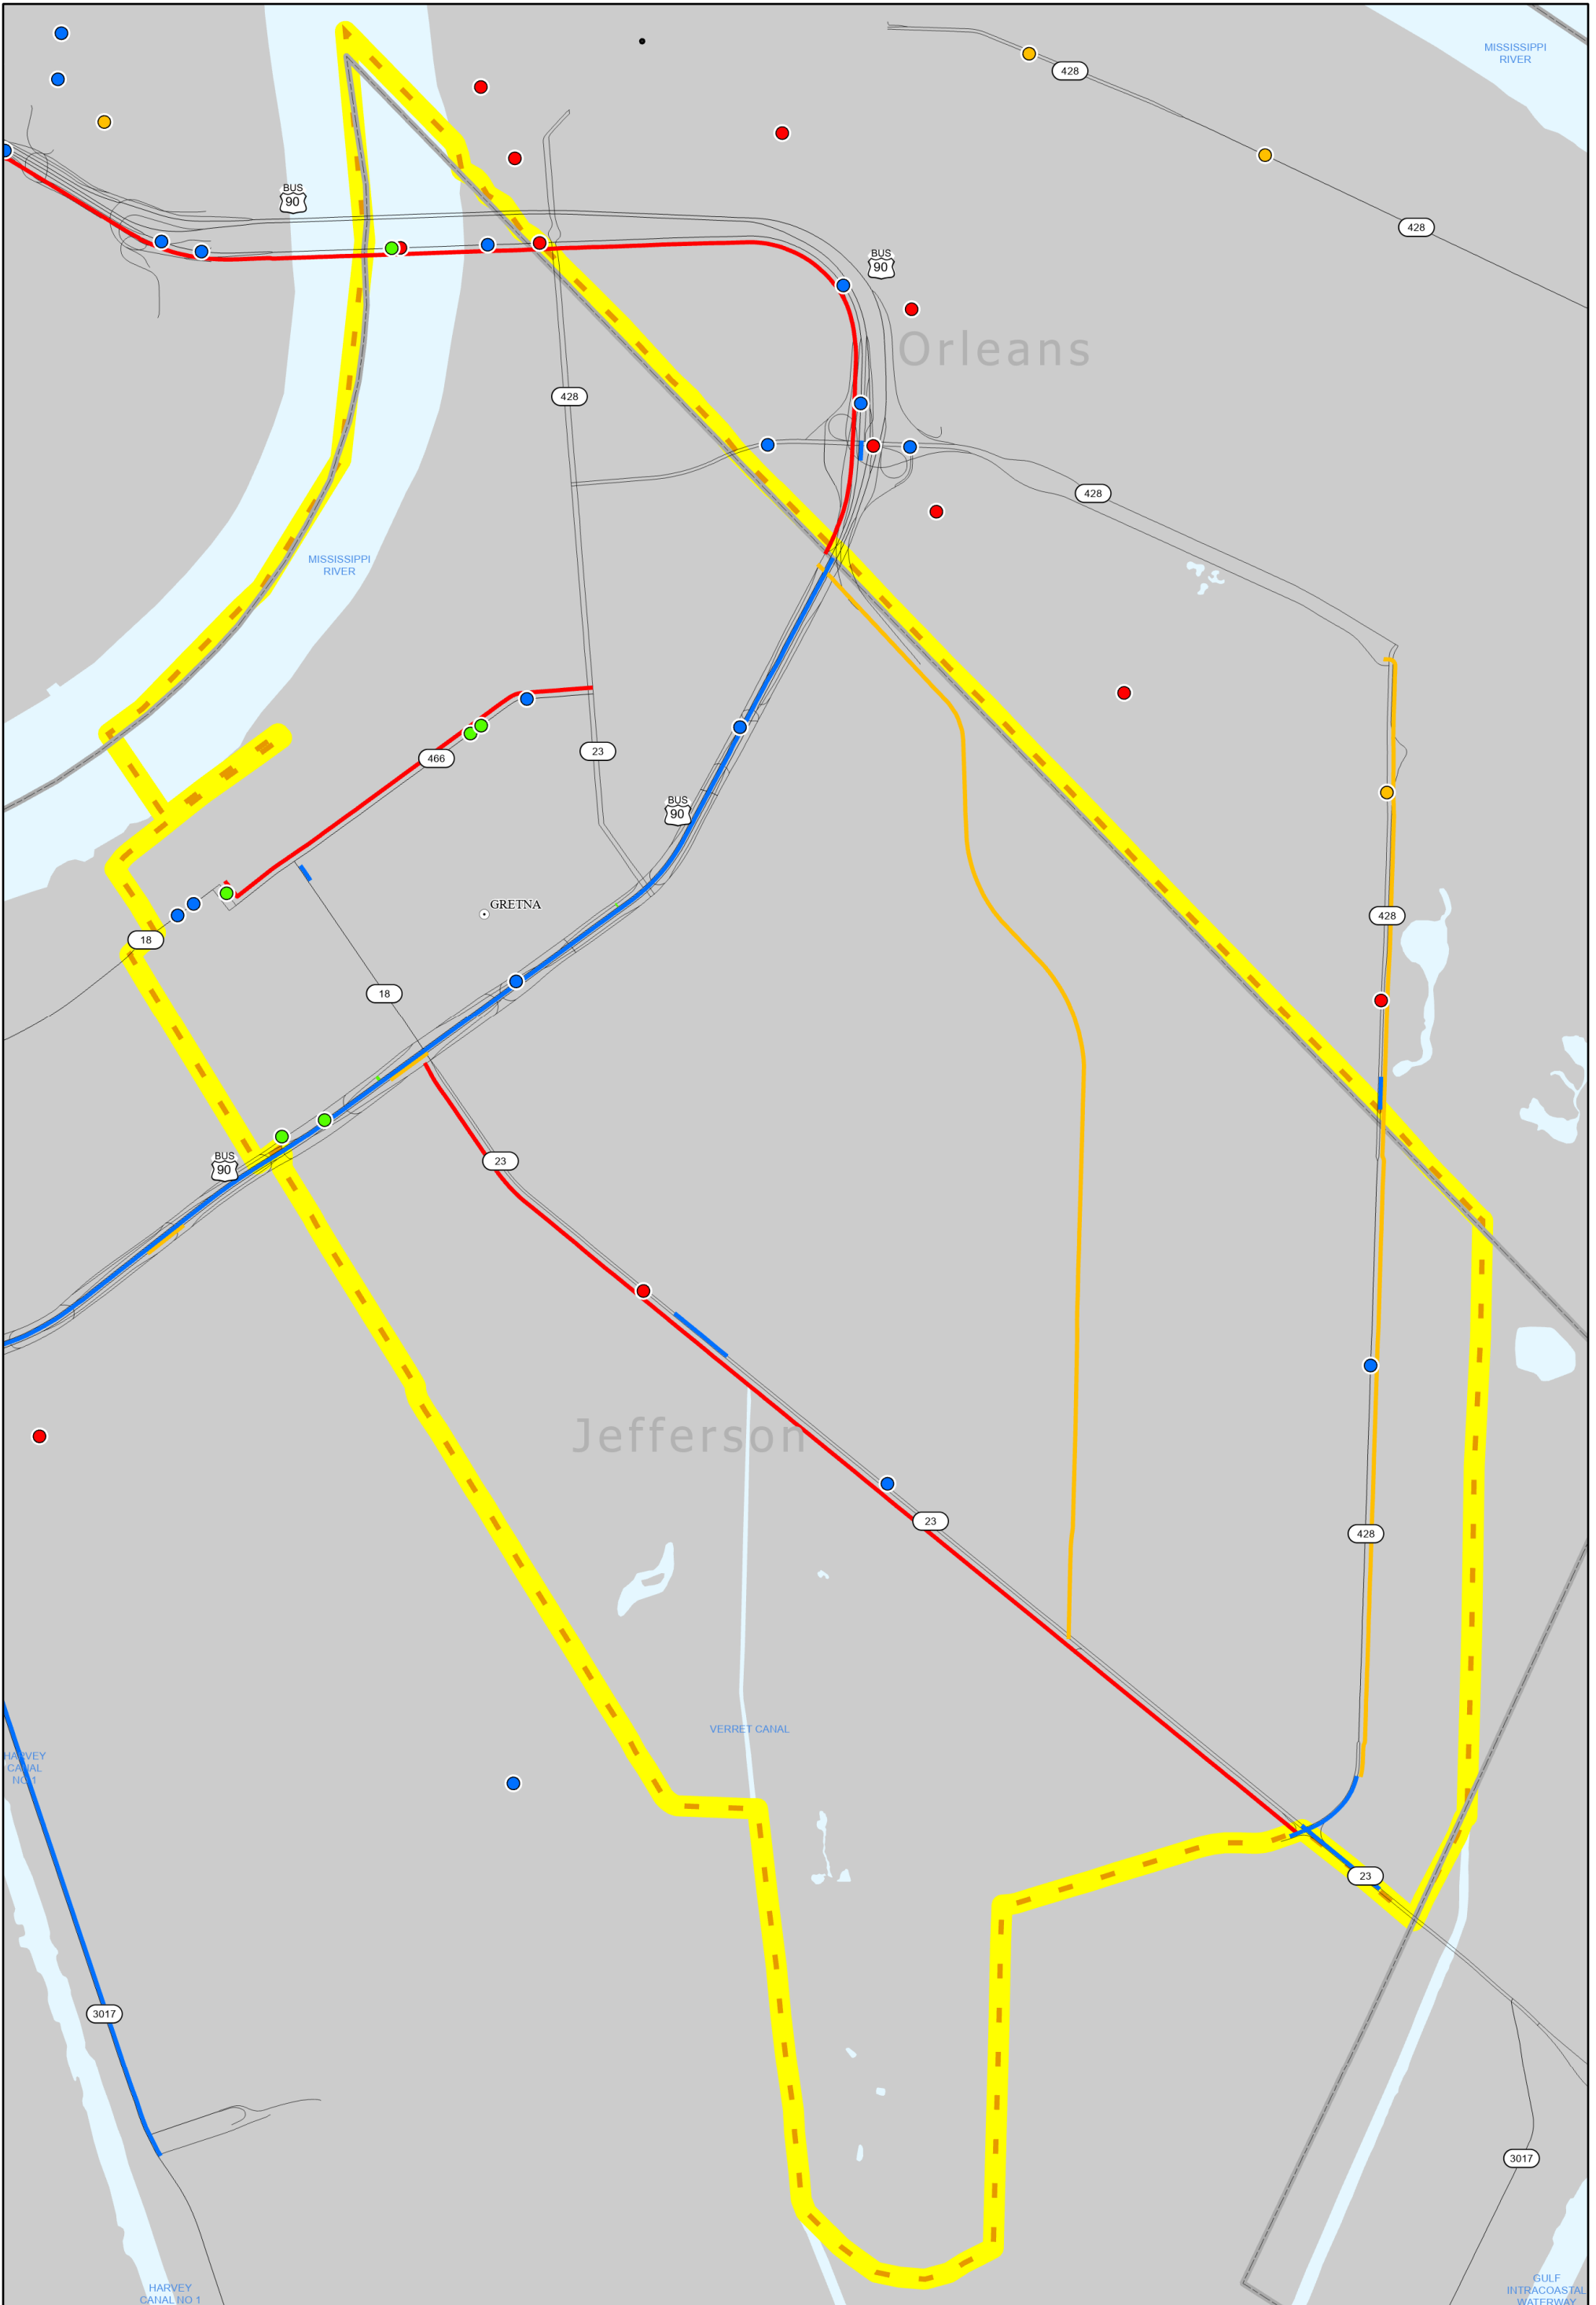 MISSISSIPPI
RIVER
428
BUS
90
428
BUS
90
Orleans
428
428
MISSISSIPPI
RIVER
23
466
BUS
90
GRETNA
428
18
18
BUS
90
23
Jefferson
23
428
VERRET CANAL
HARVEY
CANAL
NO 1
23
3017
3017
HARVEY
CANAL NO 1
GULF
INTRACOASTAL
WATERWAY